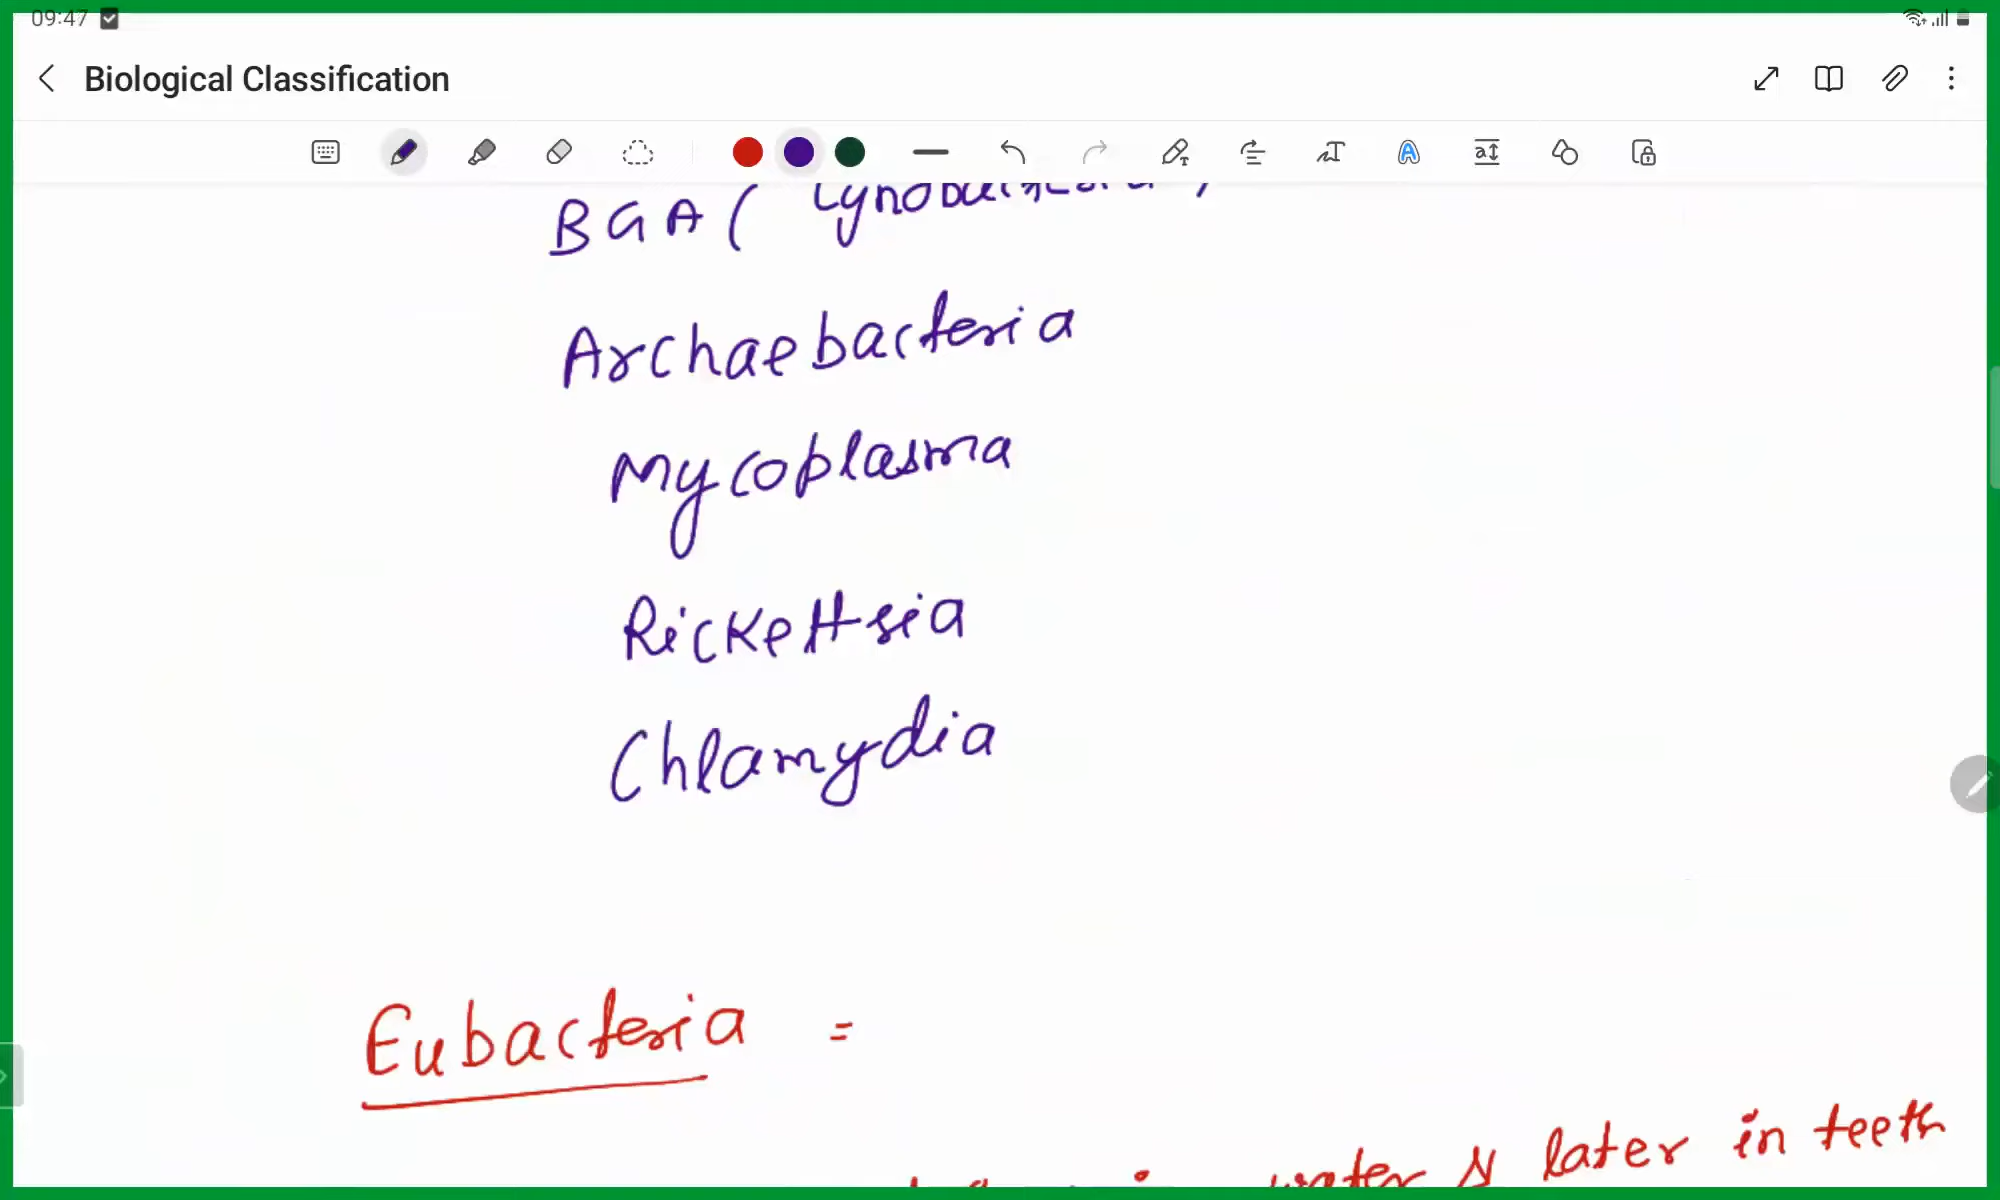 09:47
Biological Classification
BGA (
Archaebacteria
Mycoplasma
Rickettsia
Chlamydia
Eubacteria =
water & later in teeth